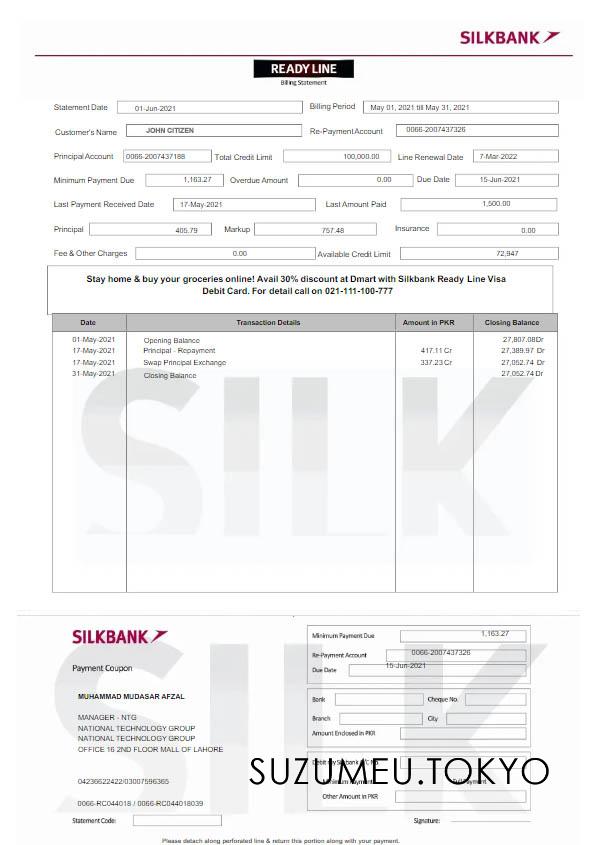 SILKBANK
READY LINE
Billing Statement
Statement Date 01-Jun-2021 Billing Period May 01, 2021 till May 31, 2021
Customer's Name JOHN CITIZEN Re-Payment Account 0066-2007437326
Principal Account 0066-2007437188 Total Credit Limit 100,000.00 Line Renewal Date 7-Mar-2022
Minimum Payment Due 1,163.27 Overdue Amount 0.00 Due Date 15-Jun-2021
Last Payment Received Date 17-May-2021 Last Amount Paid 1,500.00
Principal 405.79 Markup 757.48 Insurance 0.00
Fee & Other Charges 0.00 Available Credit Limit 72,947
Stay home & buy your groceries online! Avail 30% discount at Dmart with Silkbank Ready Line Visa
Debit Card. For detail call on 021-111-100-777
Date Transaction Details Amount in PKR Closing Balance
01-May-2021 Opening Balance 27,807.08Dr
17-May-2021 Principal - Repayment 417.11 Cr 27,389.97 Dr
17-May-2021 Swap Principal Exchange 337.23 Cr 27,052.74 Dr
31-May-2021 Closing Balance 27,052.74 Dr
SILK
SILKBANK
Payment Coupon
MUHAMMAD MUDASAR AFZAL
MANAGER - NTG
NATIONAL TECHNOLOGY GROUP
NATIONAL TECHNOLOGY GROUP
OFFICE 16 2ND FLOOR MALL OF LAHORE
04236622422/03007596365
0066-RC044018 / 0066-RC044018039
Statement Code:
Minimum Payment Due 1,163.27
Re-Payment Account 0066-2007437326
Due Date 15-Jun-2021
Bank Cheque No.
Branch City
Amount Enclosed in PKR
Debit my Silkbank A/C No
Minimum Payment Full Payment
Other Amount in PKR
Signature:
SILK
SUZUMEU.TOKYO
Please detach along perforated line & return this portion along with your payment.